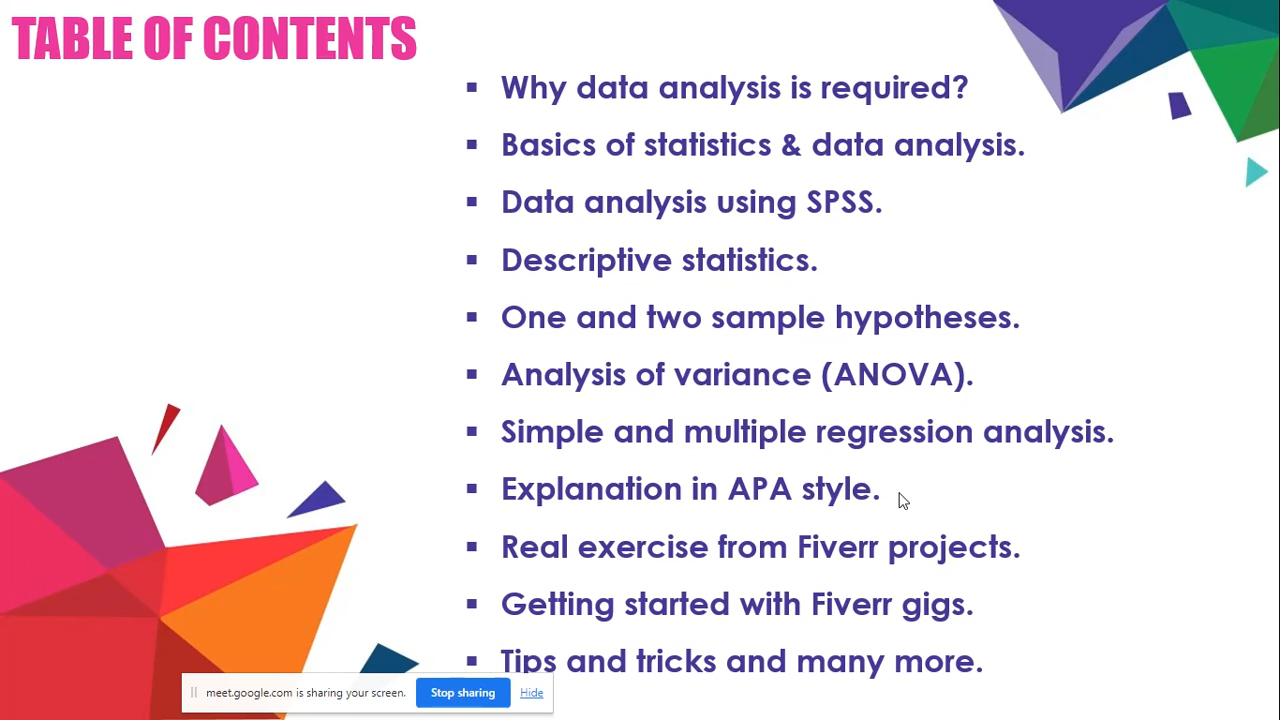 TABLE OF CONTENTS
▪ Why data analysis is required?
▪ Basics of statistics & data analysis.
▪ Data analysis using SPSS.
▪ Descriptive statistics.
▪ One and two sample hypotheses.
▪ Analysis of variance (ANOVA).
▪ Simple and multiple regression analysis.
▪ Explanation in APA style.
▪ Real exercise from Fiverr projects.
▪ Getting started with Fiverr gigs.
▪ Tips and tricks and many more.
meet.google.com is sharing your screen. Stop sharing Hide